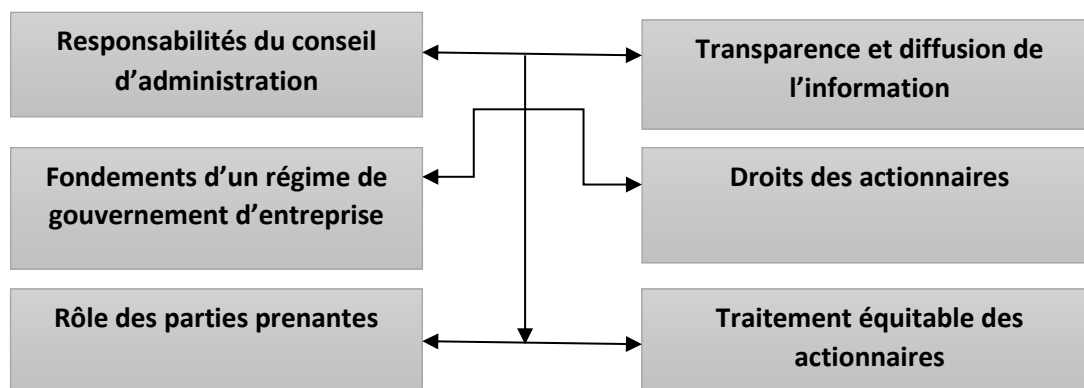 Responsabilités du conseil
d’administration
Transparence et diffusion de
l’information
Fondements d’un régime de
gouvernement d’entreprise
Droits des actionnaires
Rôle des parties prenantes
Traitement équitable des
actionnaires